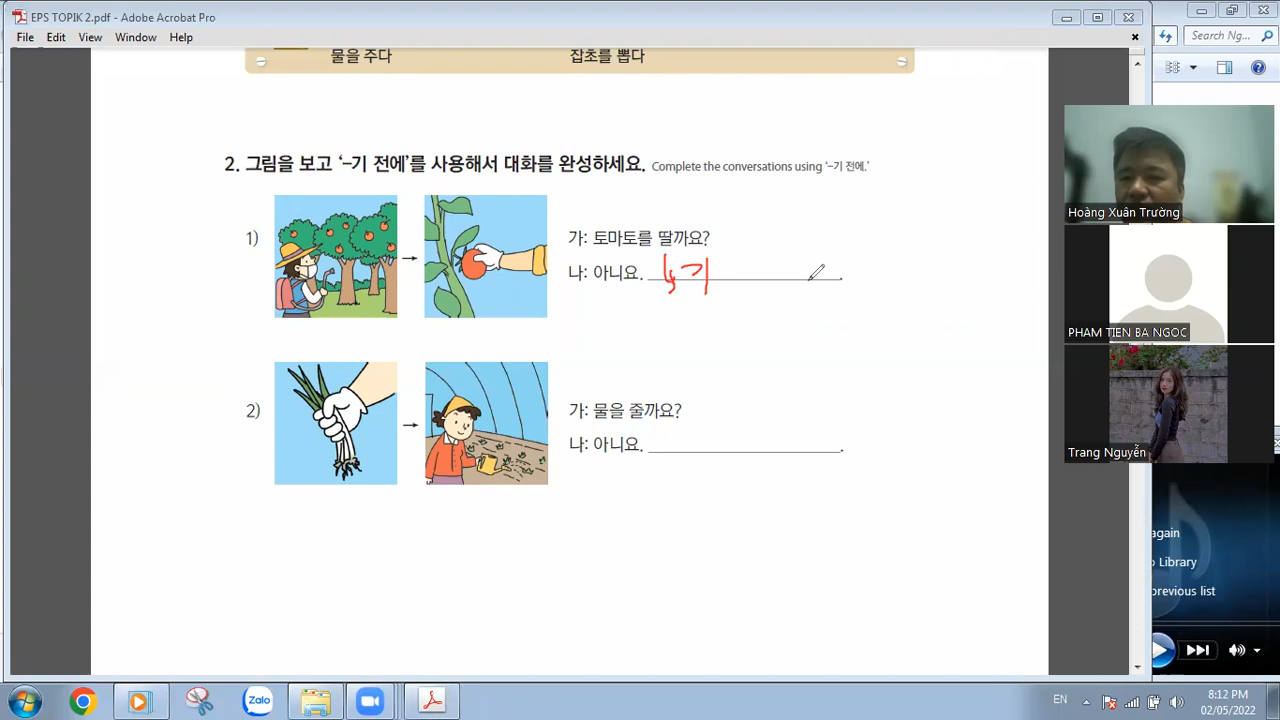 EPS TOPIK 2.pdf - Adobe Acrobat Pro
Search Ng...
File Edit View Window Help
물을 주다 잡초를 뽑다
2. 그림을 보고 ‘-기 전에’를 사용해서 대화를 완성하세요. Complete the conversations using ‘-기 전에.’
1)
가: 토마토를 딸까요?
나: 아니요. .
2)
가: 물을 줄까요?
나: 아니요. .
Hoàng Xuân Trường
PHAM TIEN BA NGOC
Trang Nguyễn
again
Library
previous list
Zalo
EN
8:12 PM
02/05/2022